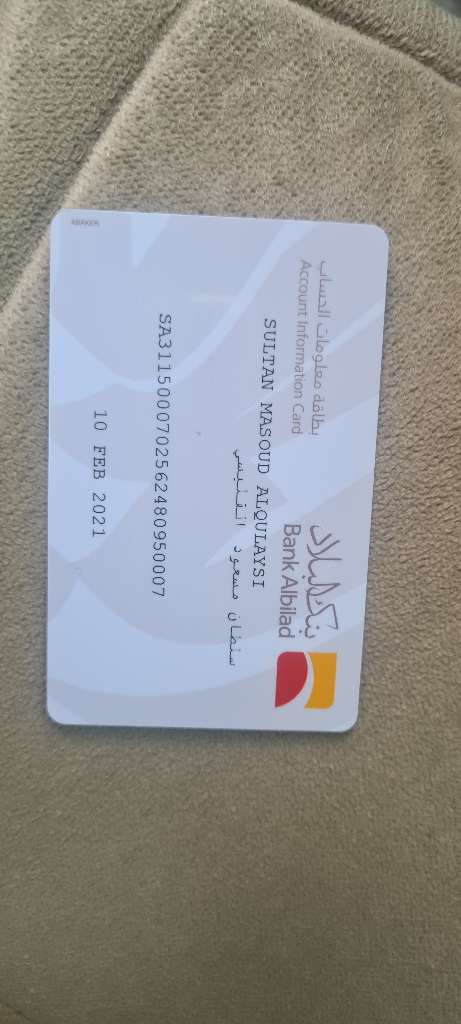 بطاقة معلومات الحساب
Account Information Card
بنك البلاد
Bank Albilad
SULTAN MASOUD ALQULAYSI
سلطان مسعود القليسي
SA3115000702562480950007
10 FEB 2021
ABAKER